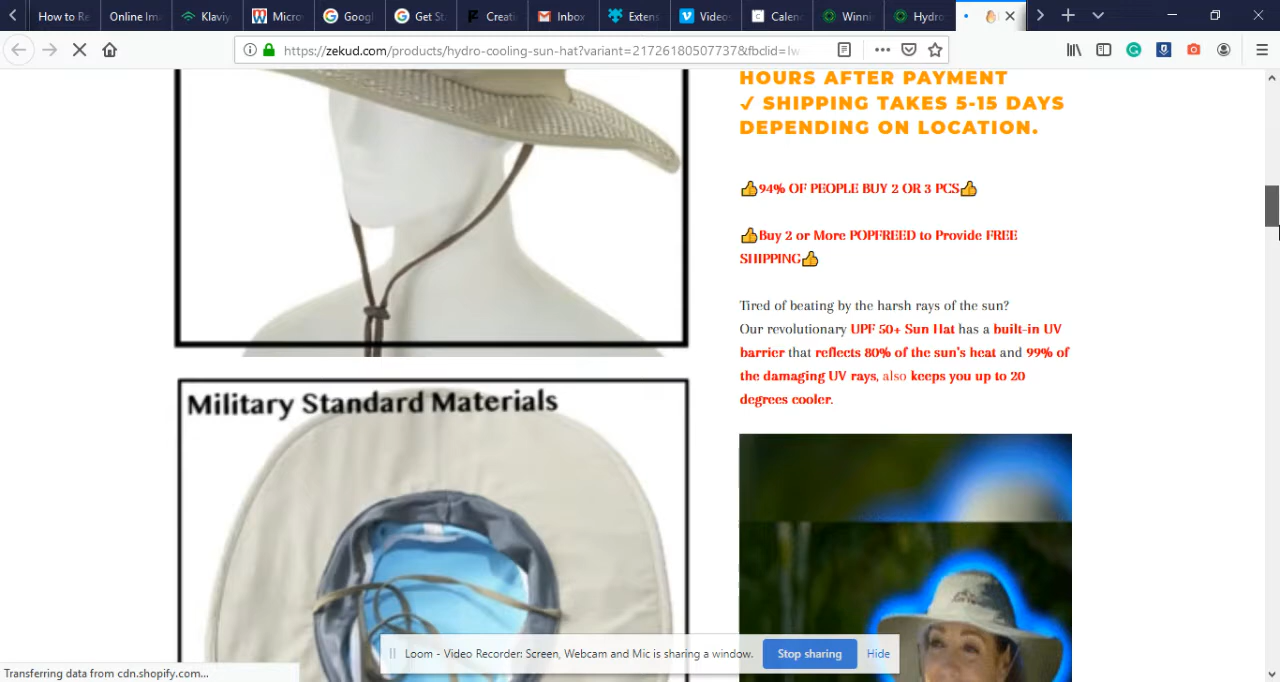 How to Re
Online Ima
Klaviy
Micro
Googl
Get St
Creati
Inbox
Extens
Videos
Calen
Winni
Hydro
https://zekud.com/products/hydro-cooling-sun-hat?variant=21726180507737&fbclid=Iw
HOURS AFTER PAYMENT
✓ SHIPPING TAKES 5-15 DAYS
DEPENDING ON LOCATION.
👍94% OF PEOPLE BUY 2 OR 3 PCS👍
👍Buy 2 or More POPFREED to Provide FREE
SHIPPING👍
Tired of beating by the harsh rays of the sun?
Our revolutionary UPF 50+ Sun Hat has a built-in UV
barrier that reflects 80% of the sun's heat and 99% of
the damaging UV rays, also keeps you up to 20
degrees cooler.
Military Standard Materials
Loom - Video Recorder: Screen, Webcam and Mic is sharing a window.
Stop sharing
Hide
Transferring data from cdn.shopify.com...